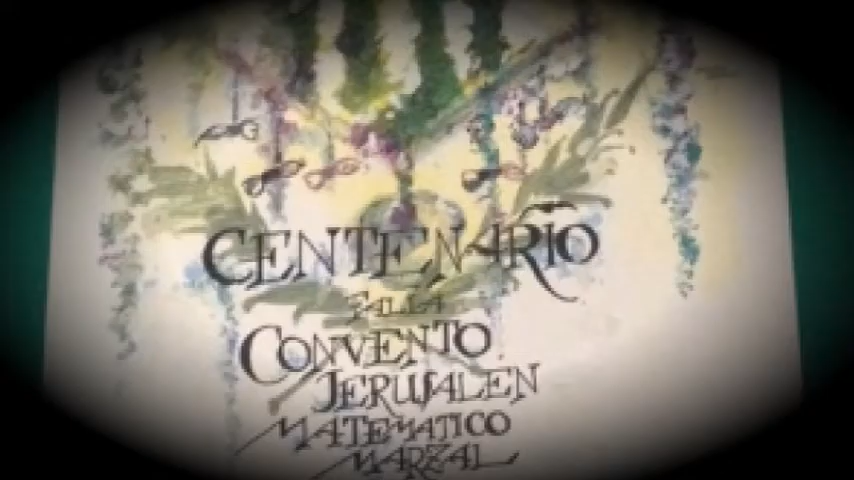 CENTENARIO
FALLA
CONVENTO
JERUSALEN
MATEMATICO
MARZAL